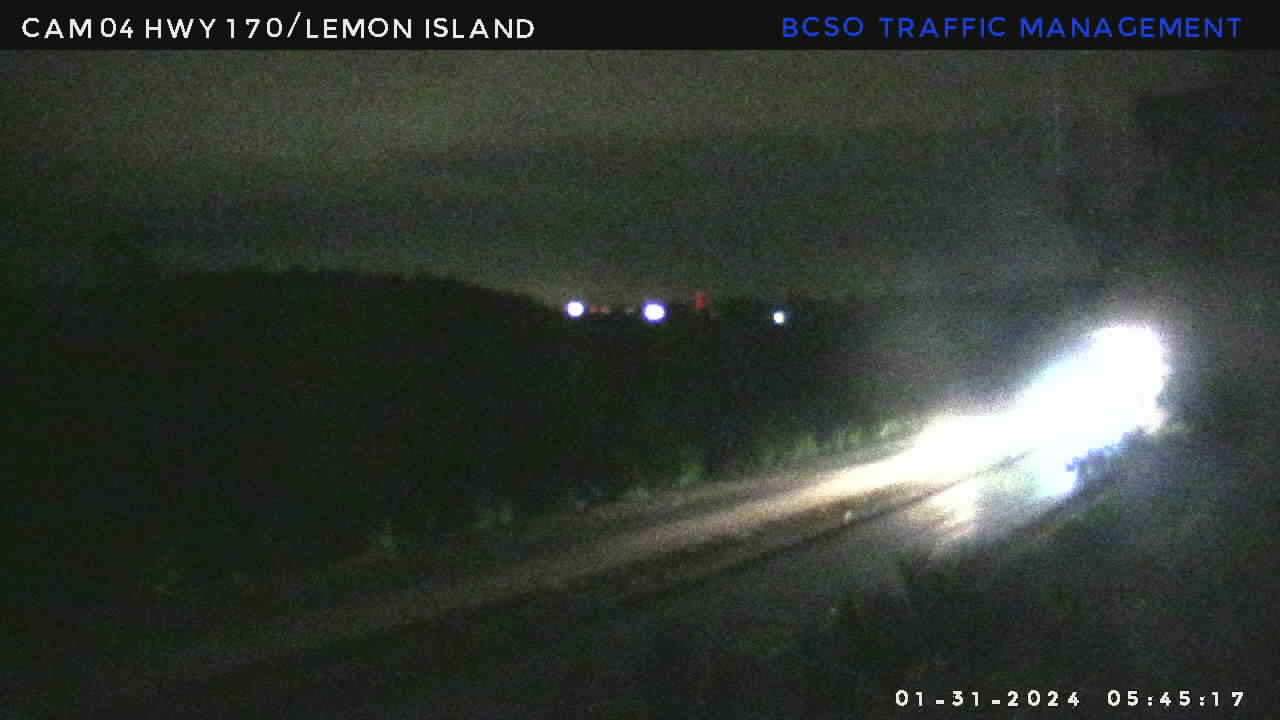 CAM04 HWY 170/LEMON ISLAND
BCSO TRAFFIC MANAGEMENT
01-31-2024 05:45:17